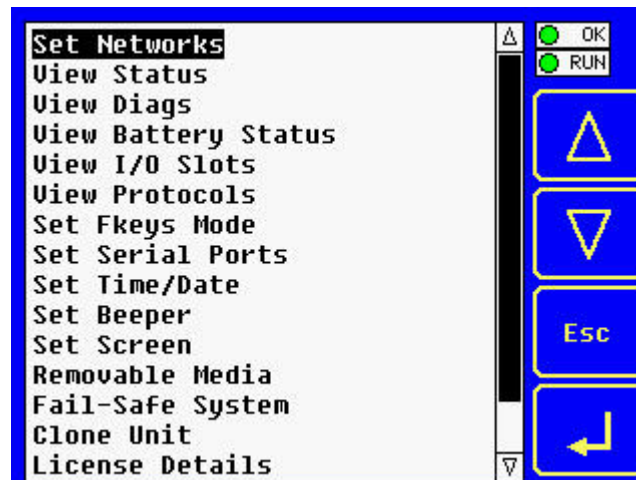 Set Networks
View Status
View Diags
View Battery Status
View I/O Slots
View Protocols
Set Fkeys Mode
Set Serial Ports
Set Time/Date
Set Beeper
Set Screen
Removable Media
Fail-Safe System
Clone Unit
License Details
OK
RUN
Esc